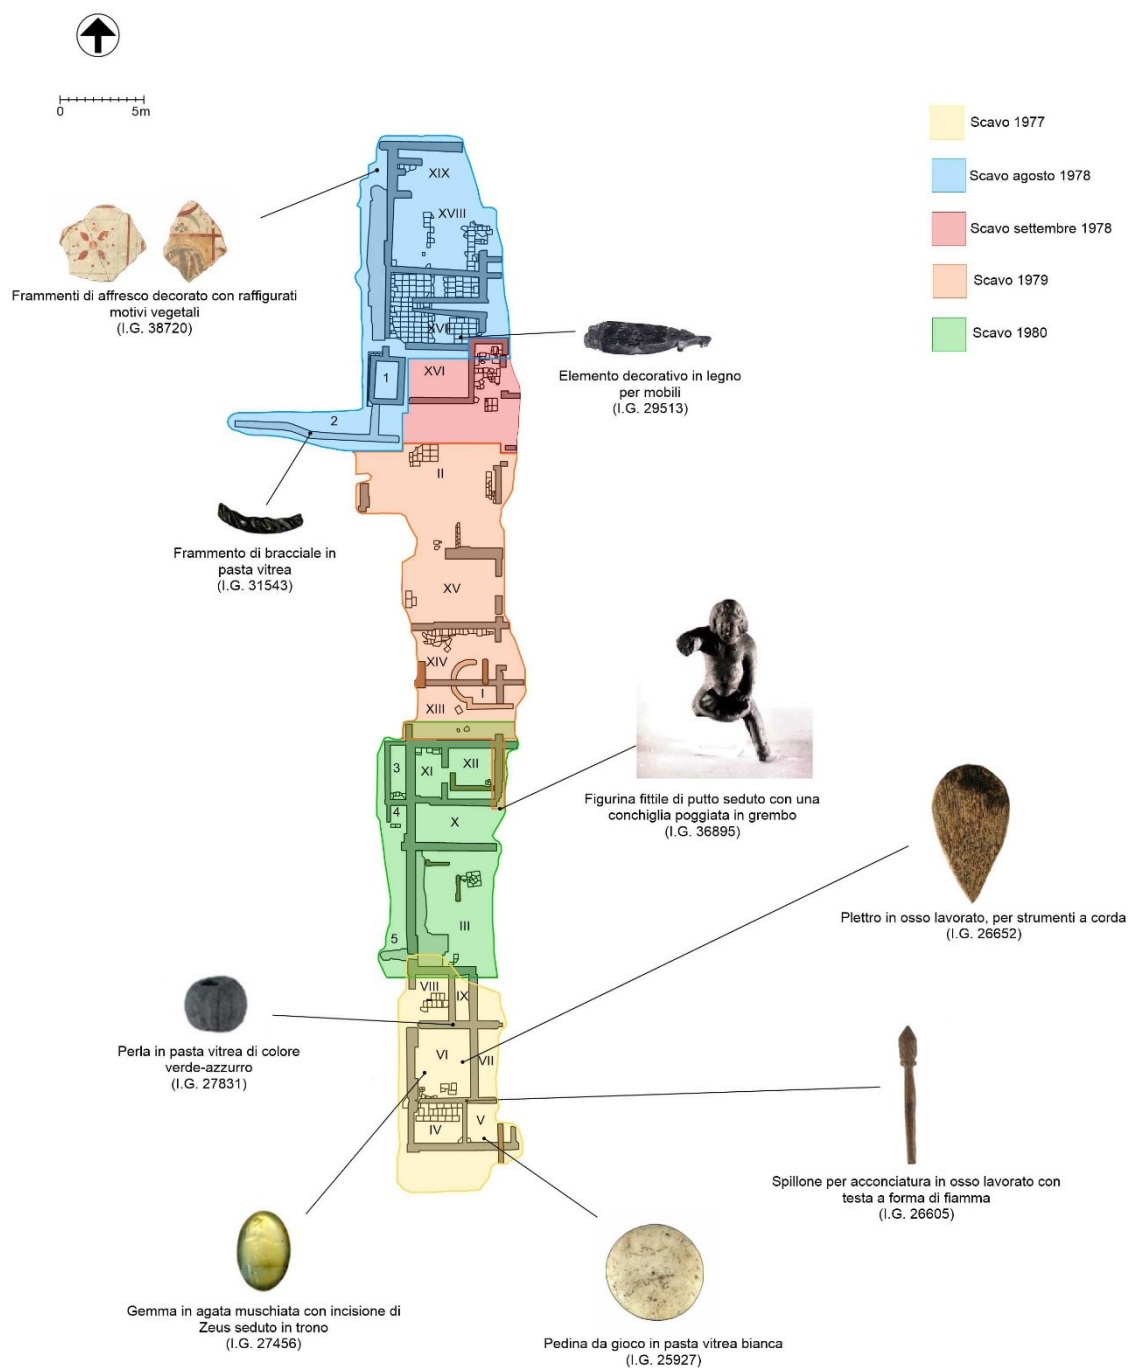 0 5m
Scavo 1977
Scavo agosto 1978
Scavo settembre 1978
Scavo 1979
Scavo 1980
XIX
XVIII
Frammenti di affresco decorato con raffigurati
motivi vegetali
(I.G. 38720)
XVII
Elemento decorativo in legno
per mobili
(I.G. 29513)
1
XVI
2
II
Frammento di bracciale in
pasta vitrea
(I.G. 31543)
XV
XIV
I
XIII
3
XI
XII
4
X
Figurina fittile di putto seduto con una
conchiglia poggiata in grembo
(I.G. 36895)
5
III
Plettro in osso lavorato, per strumenti a corda
(I.G. 26652)
VIII
IX
Perla in pasta vitrea di colore
verde-azzurro
(I.G. 27831)
VI
VII
IV
V
Spillone per acconciatura in osso lavorato con
testa a forma di fiamma
(I.G. 26605)
Gemma in agata muschiata con incisione di
Zeus seduto in trono
(I.G. 27456)
Pedina da gioco in pasta vitrea bianca
(I.G. 25927)